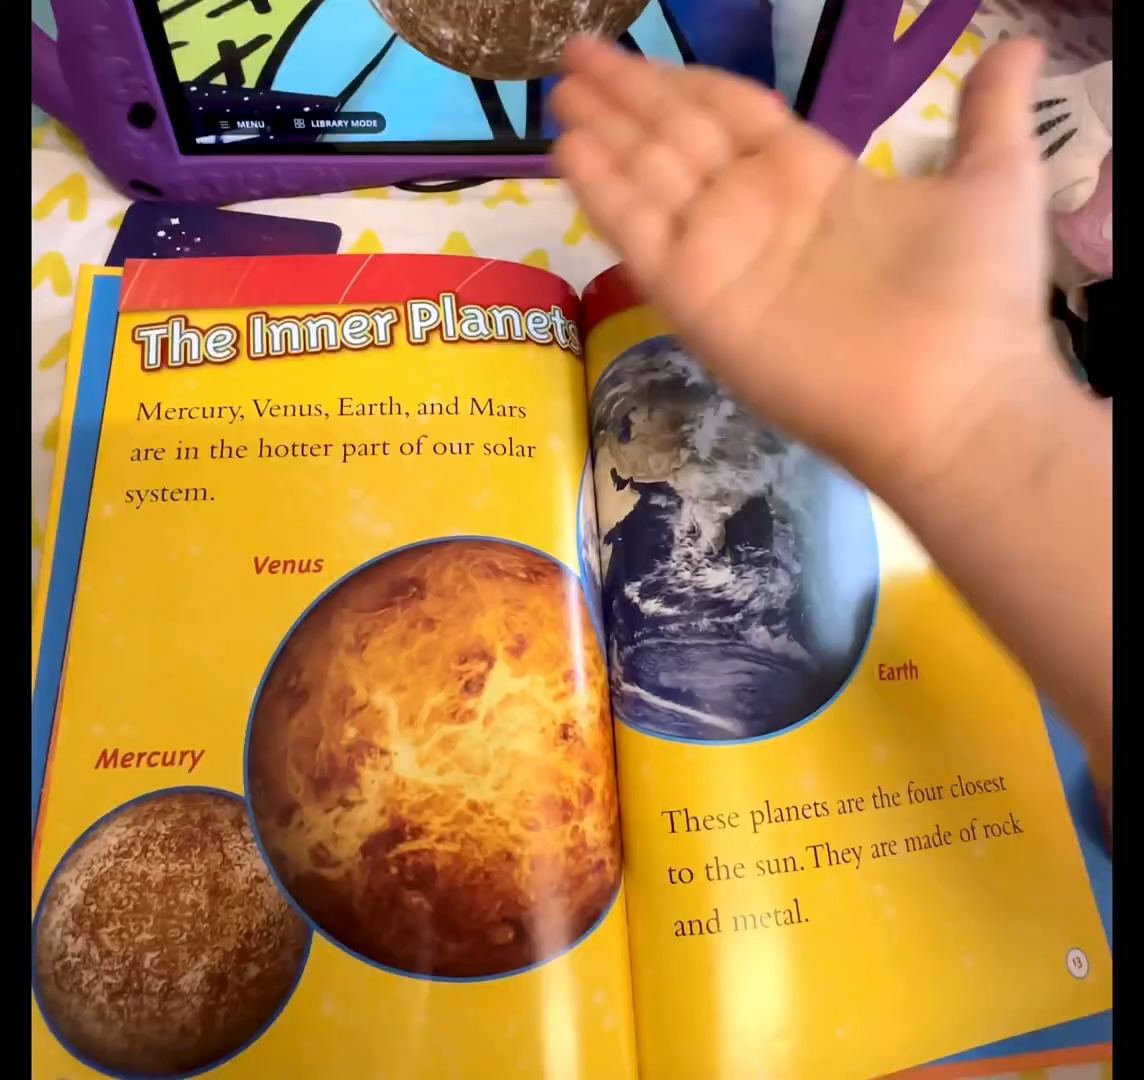 MENU
LIBRARY MODE
The Inner Planets
Mercury, Venus, Earth, and Mars
are in the hotter part of our solar
system.
Venus
Mercury
Earth
These planets are the four closest
to the sun. They are made of rock
and metal.
13